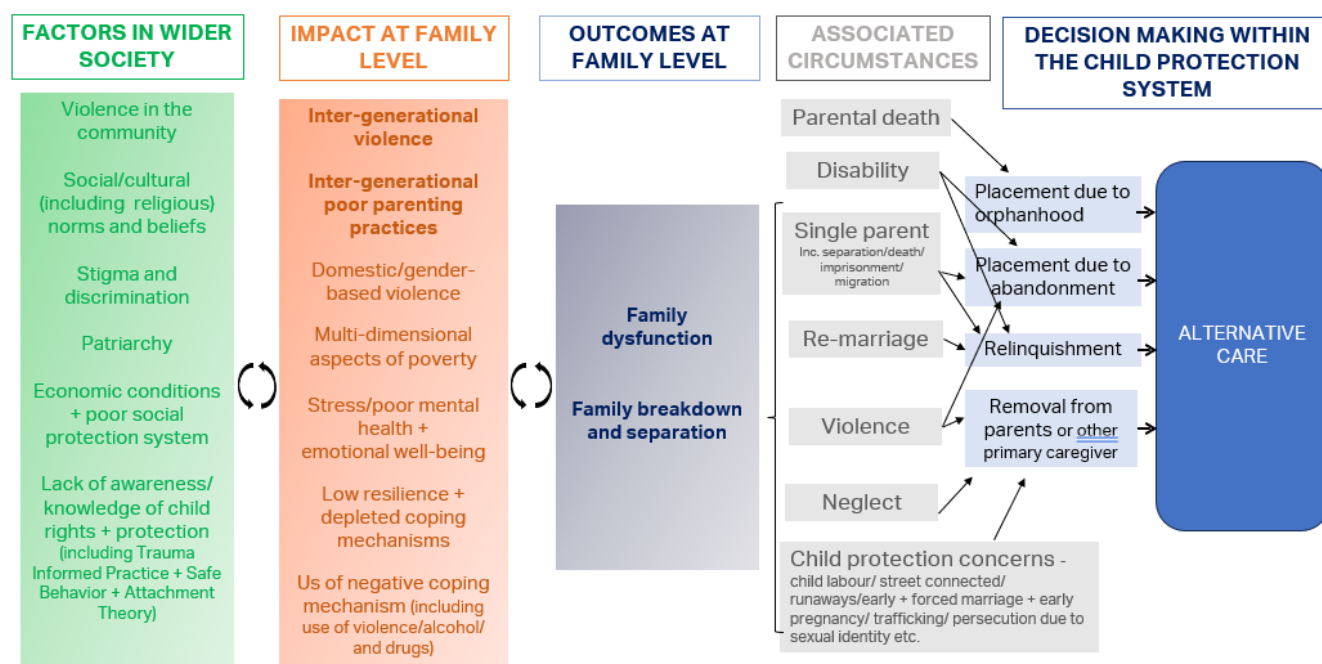 FACTORS IN WIDER
SOCIETY
Violence in the
community
Social/cultural
(including religious)
norms and beliefs
Stigma and
discrimination
Patriarchy
Economic conditions
+ poor social
protection system
Lack of awareness/
knowledge of child
rights + protection
(including Trauma
Informed Practice + Safe
Behavior + Attachment
Theory)
IMPACT AT FAMILY
LEVEL
Inter-generational
violence
Inter-generational
poor parenting
practices
Domestic/gender-
based violence
Multi-dimensional
aspects of poverty
Stress/poor mental
health +
emotional well-being
Low resilience +
depleted coping
mechanisms
Us of negative coping
mechanism (including
use of violence/alcohol/
and drugs)
OUTCOMES AT
FAMILY LEVEL
Family
dysfunction
Family breakdown
and separation
ASSOCIATED
CIRCUMSTANCES
Parental death
Disability
Single parent
Inc. separation/death/
imprisonment/
migration
Re-marriage
Violence
Neglect
Child protection concerns -
child labour/ street connected/
runaways/early + forced marriage + early
pregnancy/ trafficking/ persecution due to
sexual identity etc.
DECISION MAKING WITHIN
THE CHILD PROTECTION
SYSTEM
Placement due to
orphanhood
Placement due to
abandonment
Relinquishment
Removal from
parents or other
primary caregiver
ALTERNATIVE
CARE